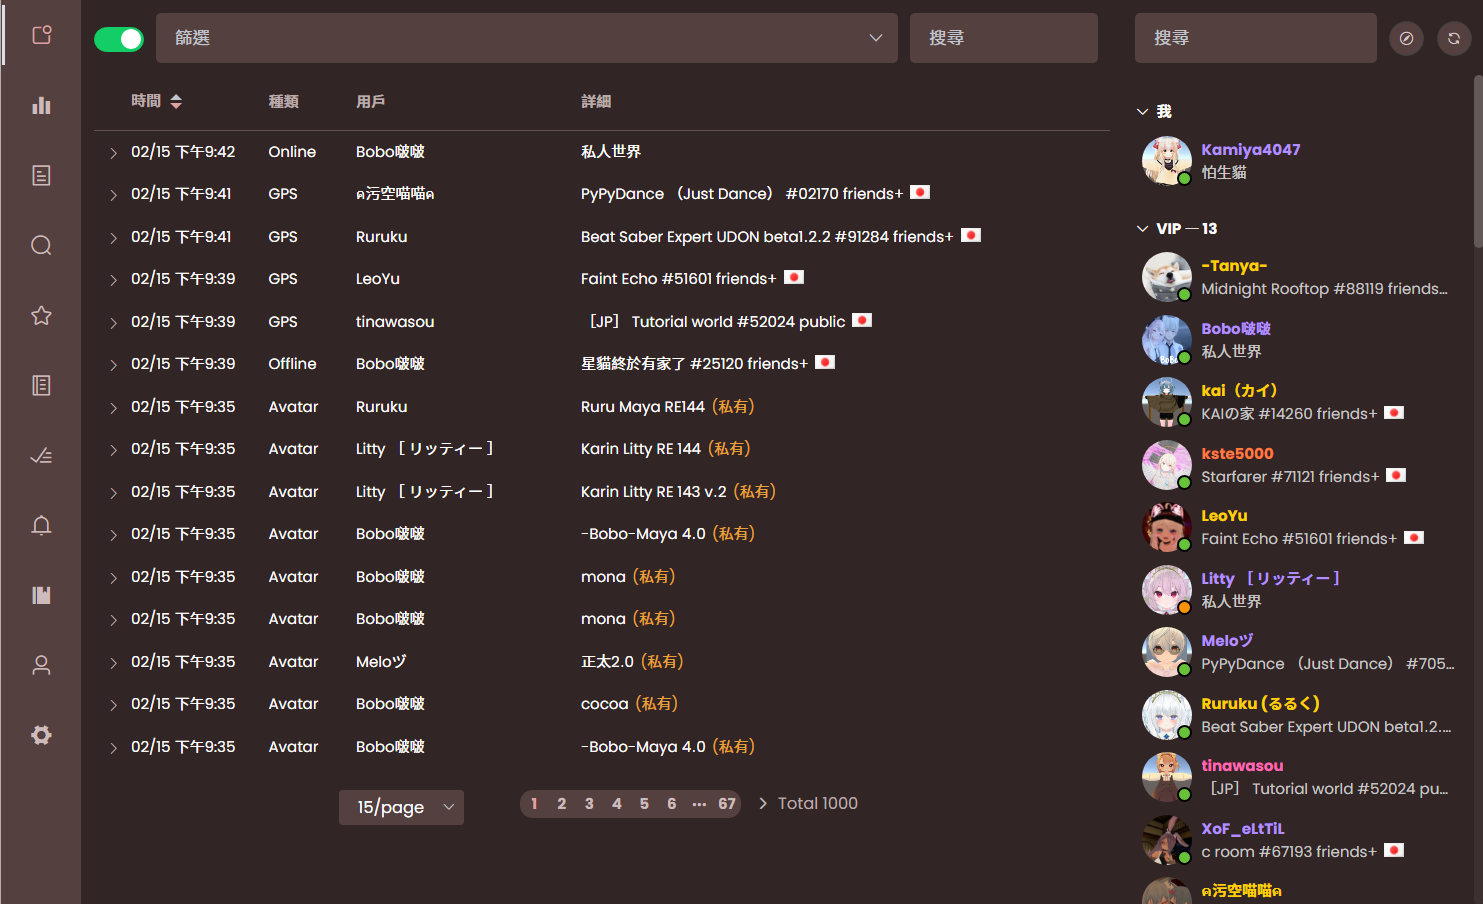 篩選
搜尋
時間 種類 用戶 詳細
02/15 下午9:42 Online Bobo啵啵 私人世界
02/15 下午9:41 GPS ค污空喵喵ค PyPyDance （Just Dance） #02170 friends+
02/15 下午9:41 GPS Ruruku Beat Saber Expert UDON beta1.2.2 #91284 friends+
02/15 下午9:39 GPS LeoYu Faint Echo #51601 friends+
02/15 下午9:39 GPS tinawasou ［JP］ Tutorial world #52024 public
02/15 下午9:39 Offline Bobo啵啵 星貓終於有家了 #25120 friends+
02/15 下午9:35 Avatar Ruruku Ruru Maya RE144 (私有)
02/15 下午9:35 Avatar Litty ［リッティー］ Karin Litty RE 144 (私有)
02/15 下午9:35 Avatar Litty ［リッティー］ Karin Litty RE 143 v.2 (私有)
02/15 下午9:35 Avatar Bobo啵啵 -Bobo-Maya 4.0 (私有)
02/15 下午9:35 Avatar Bobo啵啵 mona (私有)
02/15 下午9:35 Avatar Bobo啵啵 mona (私有)
02/15 下午9:35 Avatar Meloヅ 正太2.0 (私有)
02/15 下午9:35 Avatar Bobo啵啵 cocoa (私有)
02/15 下午9:35 Avatar Bobo啵啵 -Bobo-Maya 4.0 (私有)
15/page
1 2 3 4 5 6 ··· 67
Total 1000
搜尋
我
Kamiya4047
怕生貓
VIP — 13
-Tanya-
Midnight Rooftop #88119 friends...
Bobo啵啵
私人世界
kai（カイ）
KAIの家 #14260 friends+
kste5000
Starfarer #71121 friends+
LeoYu
Faint Echo #51601 friends+
Litty ［リッティー］
私人世界
Meloヅ
PyPyDance （Just Dance） #705...
Ruruku (るるく)
Beat Saber Expert UDON beta1.2....
tinawasou
［JP］ Tutorial world #52024 pu...
XoF_eLtTiL
c room #67193 friends+
ค污空喵喵ค